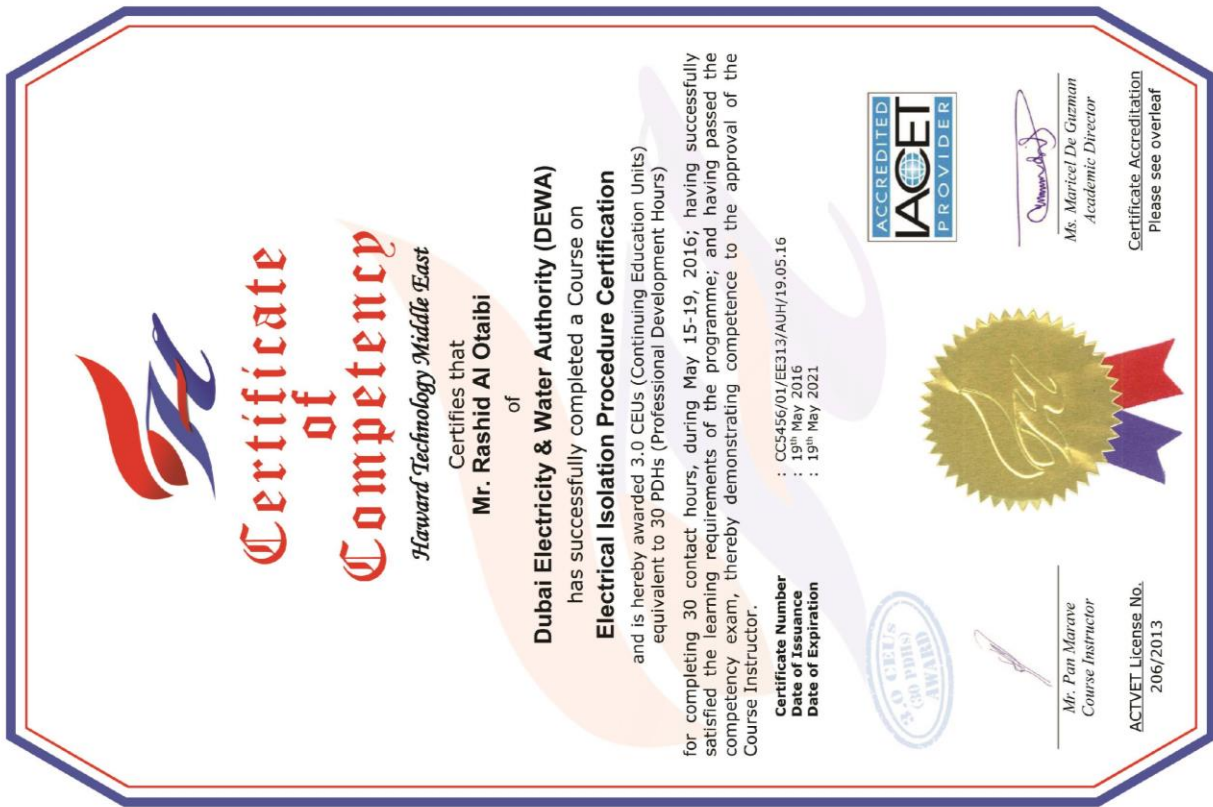 Certificate
of
Competency
Haward Technology Middle East
Certifies that
Mr. Rashid Al Otaibi
of
Dubai Electricity & Water Authority (DEWA)
has successfully completed a Course on
Electrical Isolation Procedure Certification
and is hereby awarded 3.0 CEUs (Continuing Education Units)
equivalent to 30 PDHs (Professional Development Hours)
for completing 30 contact hours, during May 15-19, 2016; having successfully
satisfied the learning requirements of the programme; and having passed the
competency exam, thereby demonstrating competence to the approval of the
Course Instructor.
Certificate Number : CC5456/01/EE313/AUH/19.05.16
Date of Issuance : 19th May 2016
Date of Expiration : 19th May 2021
3.0 CEUs
(30 PDHs)
AWARD
ACCREDITED
IACET
PROVIDER
Mr. Pan Marave
Course Instructor
Ms. Maricel De Guzman
Academic Director
ACTVET License No.
206/2013
Certificate Accreditation
Please see overleaf